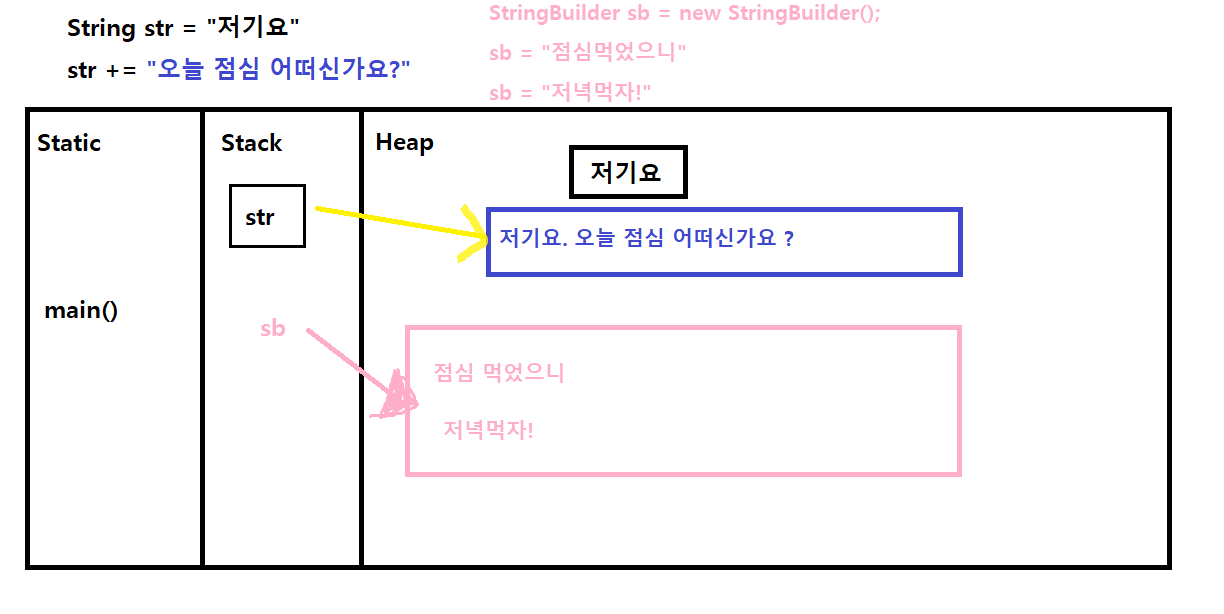 String str = "저기요"
str += "오늘 점심 어떠신가요?"
StringBuilder sb = new StringBuilder();
sb = "점심먹었으니"
sb = "저녁먹자!"
Static
Stack
Heap
저기요
str
저기요. 오늘 점심 어떠신가요 ?
main()
sb
점심 먹었으니
저녁먹자!